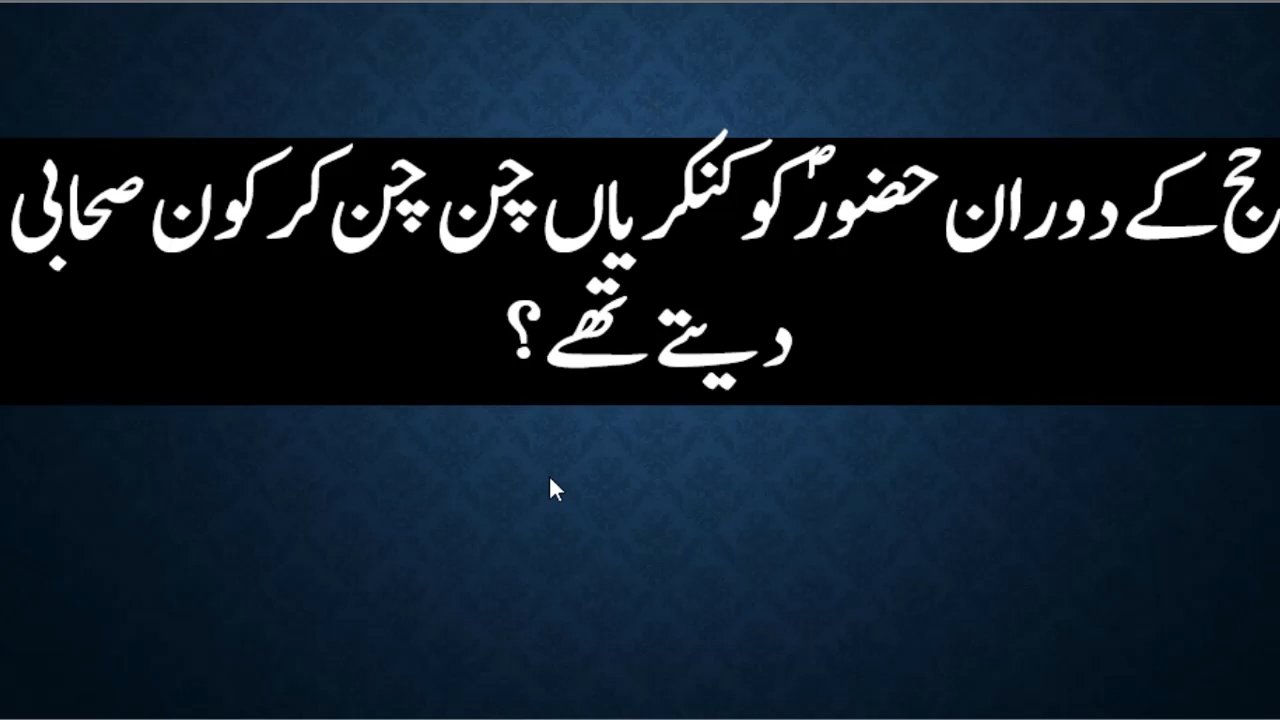 حج کے دوران حضورؐ کو کنکریاں چن چن کر کون صحابی
دیتے تھے؟